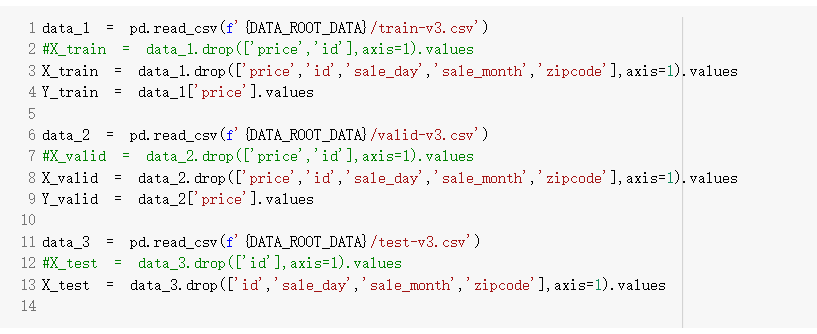 1 data_1 = pd.read_csv(f'{DATA_ROOT_DATA}/train-v3.csv')
2 #X_train = data_1.drop(['price','id'],axis=1).values
3 X_train = data_1.drop(['price','id','sale_day','sale_month','zipcode'],axis=1).values
4 Y_train = data_1['price'].values
5
6 data_2 = pd.read_csv(f'{DATA_ROOT_DATA}/valid-v3.csv')
7 #X_valid = data_2.drop(['price','id'],axis=1).values
8 X_valid = data_2.drop(['price','id','sale_day','sale_month','zipcode'],axis=1).values
9 Y_valid = data_2['price'].values
10
11 data_3 = pd.read_csv(f'{DATA_ROOT_DATA}/test-v3.csv')
12 #X_test = data_3.drop(['id'],axis=1).values
13 X_test = data_3.drop(['id','sale_day','sale_month','zipcode'],axis=1).values
14